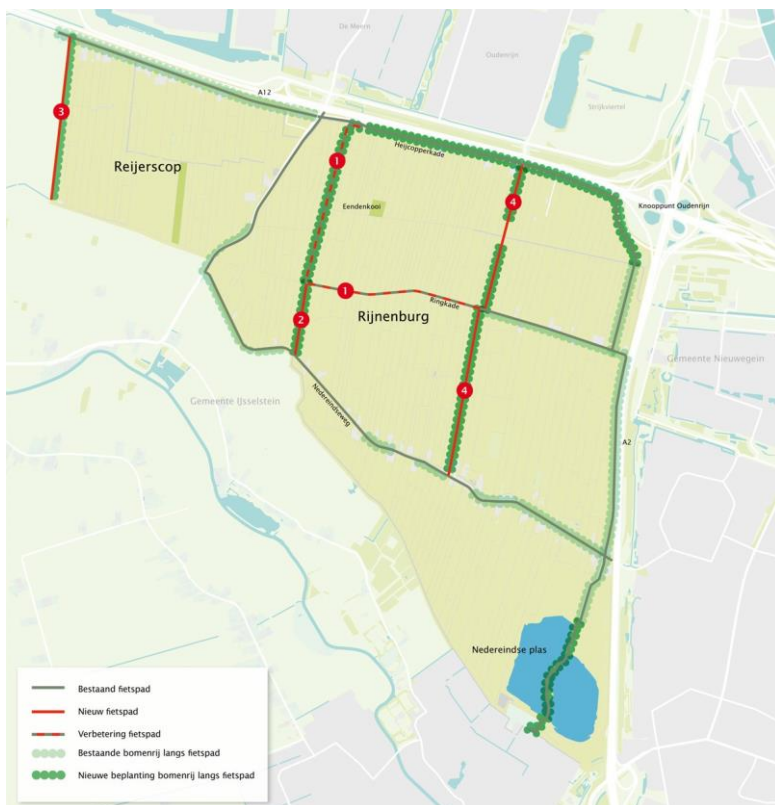 De Meern
Oudenrijn
Strijkviertel
A12
3
Heijcopperkade
1
Reijerscop
4
Eendenkooi
Knooppunt Oudenrijn
1
Ringkade
2
Rijnenburg
Gemeente Nieuwegein
4
Gemeente IJsselstein
Nedereindseweg
A2
Nedereindse plas
Bestaand fietspad
Nieuw fietspad
Verbetering fietspad
Bestaande bomenrij langs fietspad
Nieuwe beplanting bomenrij langs fietspad